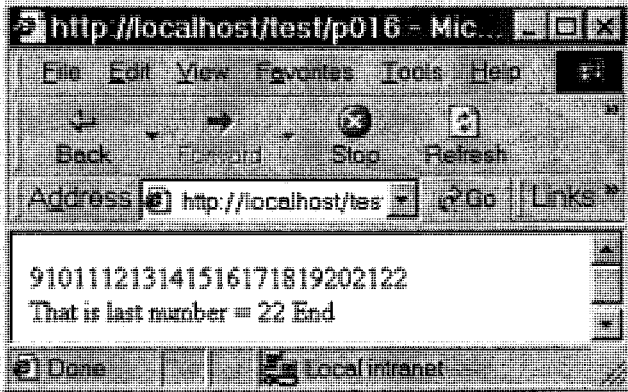 http://localhost/test/p016 - Mic...
File Edit View Favorites Tools Help
»
Back Forward Stop Refresh
Address http://localhost/tes Go Links »
910111213141516171819202122
That is last number = 22 End
Done Local intranet